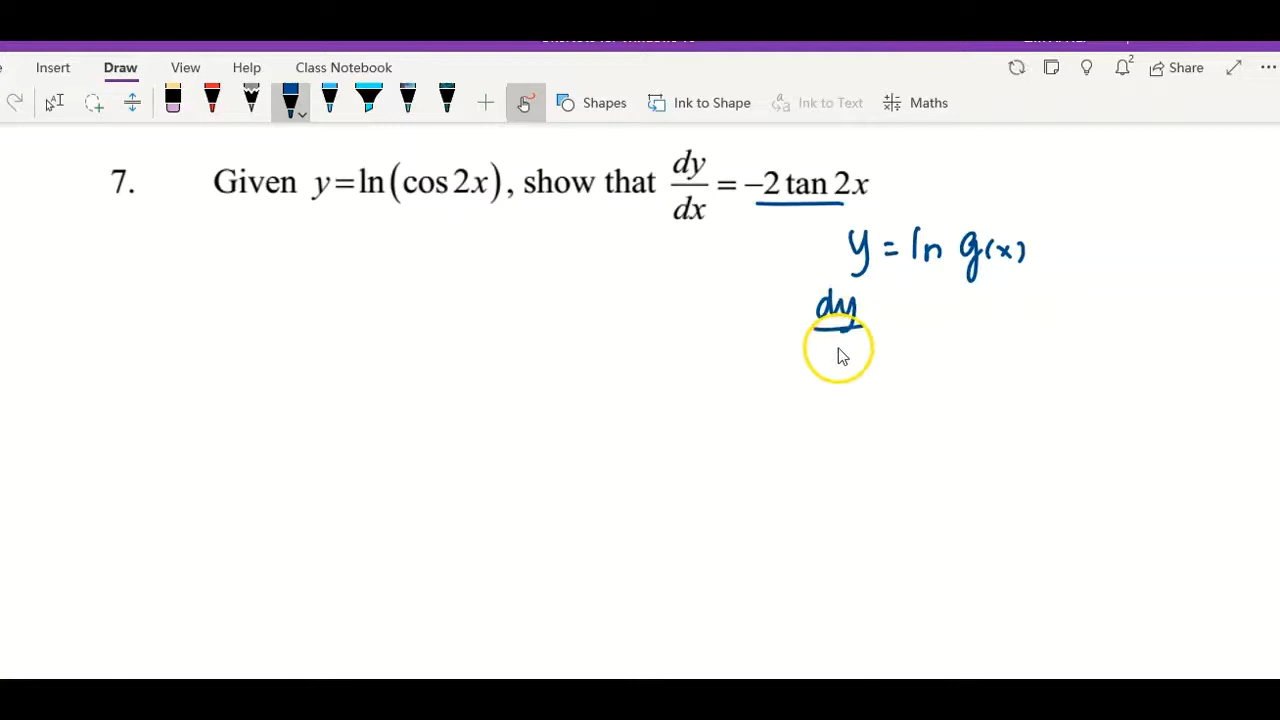 Insert Draw View Help Class Notebook 2 Share
Shapes Ink to Shape Ink to Text Maths
7. Given y=ln(cos 2x), show that dy/dx = −2 tan 2x
y = ln g(x)
dy